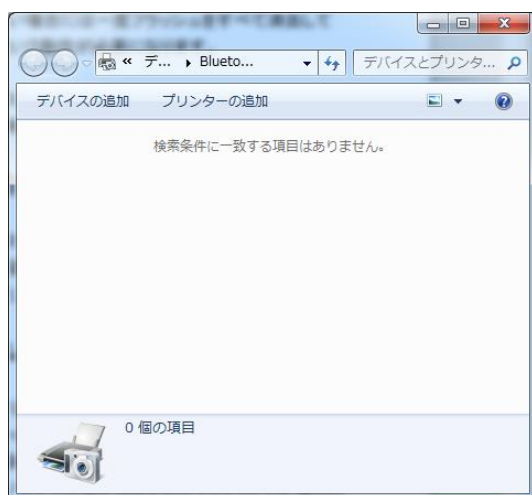 « デ... ▸ Blueto...
デバイスとプリンタ...
デバイスの追加 プリンターの追加
検索条件に一致する項目はありません。
0 個の項目